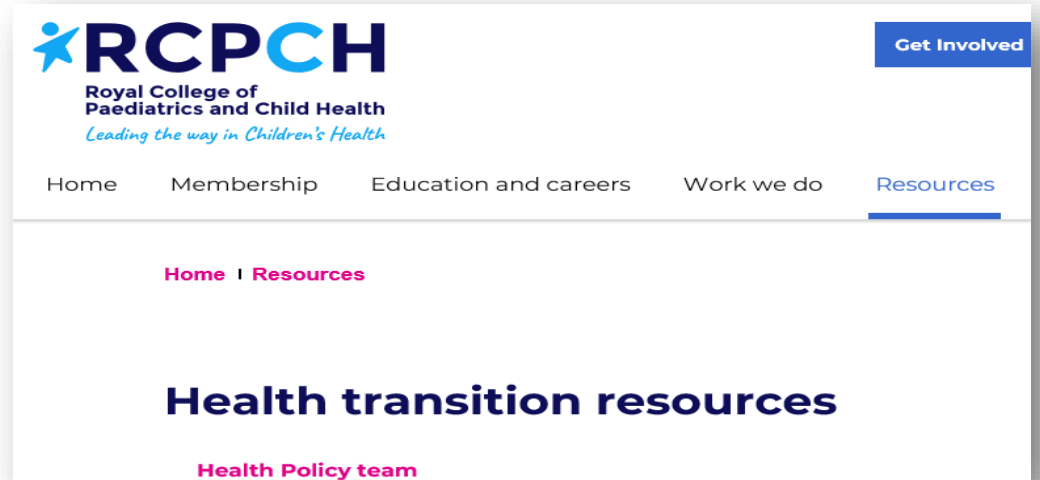 RCPCH
Get Involved
Royal College of
Paediatrics and Child Health
Leading the way in Children's Health
Home Membership Education and careers Work we do Resources
Home | Resources
Health transition resources
Health Policy team